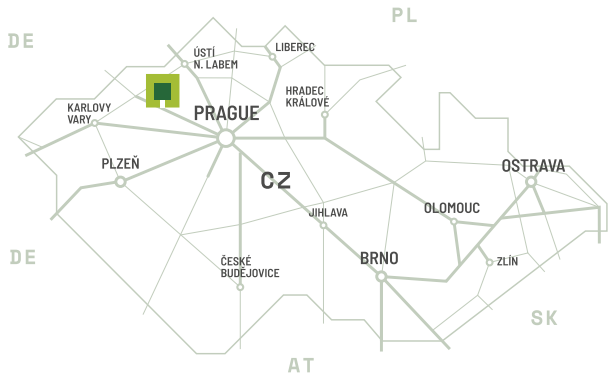 PL
DE
ÚSTÍ
N. LABEM
LIBEREC
HRADEC
KRÁLOVÉ
KARLOVY
VARY
PRAGUE
PLZEŇ
CZ
OSTRAVA
JIHLAVA
OLOMOUC
DE
ČESKÉ
BUDĚJOVICE
BRNO
ZLÍN
SK
AT